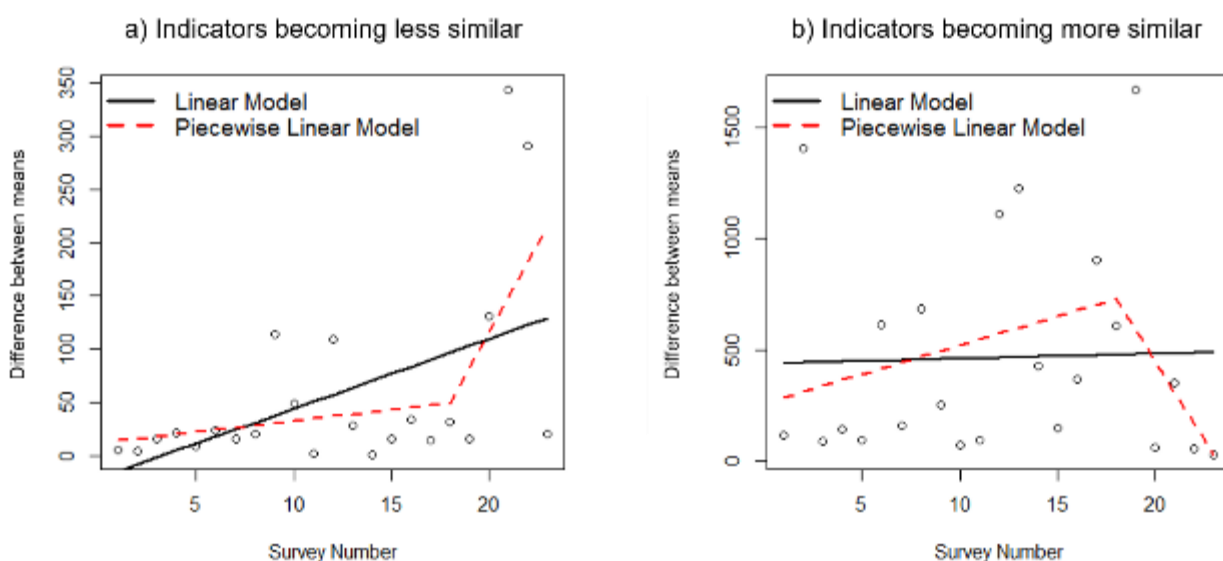 a) Indicators becoming less similar
Linear Model
Piecewise Linear Model
Difference between means
350
300
250
200
150
100
50
0
5
10
15
20
Survey Number
b) Indicators becoming more similar
Linear Model
Piecewise Linear Model
Difference between means
1500
1000
500
0
5
10
15
20
Survey Number